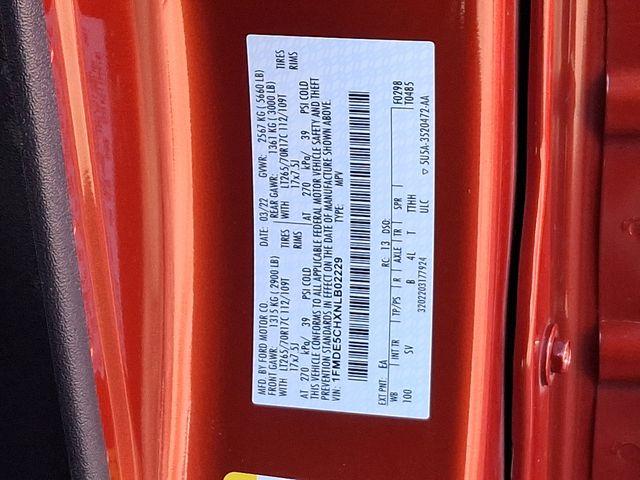 MFD. BY FORD MOTOR CO. DATE: 03/22 GVWR: 2567 KG ( 5660 LB)
FRONT GAWR: 1315 KG ( 2900 LB) REAR GAWR: 1361 KG ( 3000 LB)
WITH LT265/70R17C 112/109T TIRES WITH LT265/70R17C 112/109T TIRES
17x7.5J RIMS 17x7.5J RIMS
AT 270 kPa/ 39 PSI COLD AT 270 kPa/ 39 PSI COLD
THIS VEHICLE CONFORMS TO ALL APPLICABLE FEDERAL MOTOR VEHICLE SAFETY AND THEFT
PREVENTION STANDARDS IN EFFECT ON THE DATE OF MANUFACTURE SHOWN ABOVE.
VIN: 1FMDE5CHXNLB02229 TYPE: MPV
EXT PNT: EA RC: 13 DSO: F0298
T0485
WB INT TR TP/PS R AXLE TR SPR
100 SV B 4L T TTHH
ULC
3202203177924 5U5A-3520472-AA